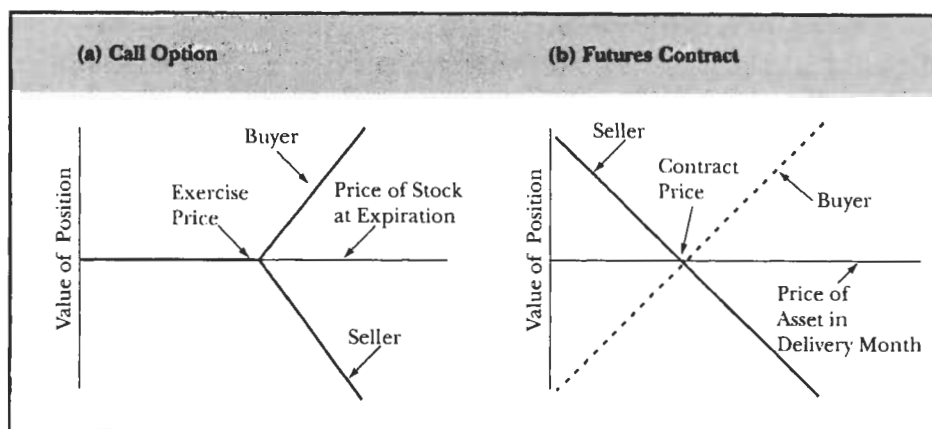 (a) Call Option
(b) Futures Contract
Value of Position
Buyer
Exercise
Price
Price of Stock
at Expiration
Seller
Value of Position
Seller
Contract
Price
Buyer
Price of
Asset in
Delivery Month